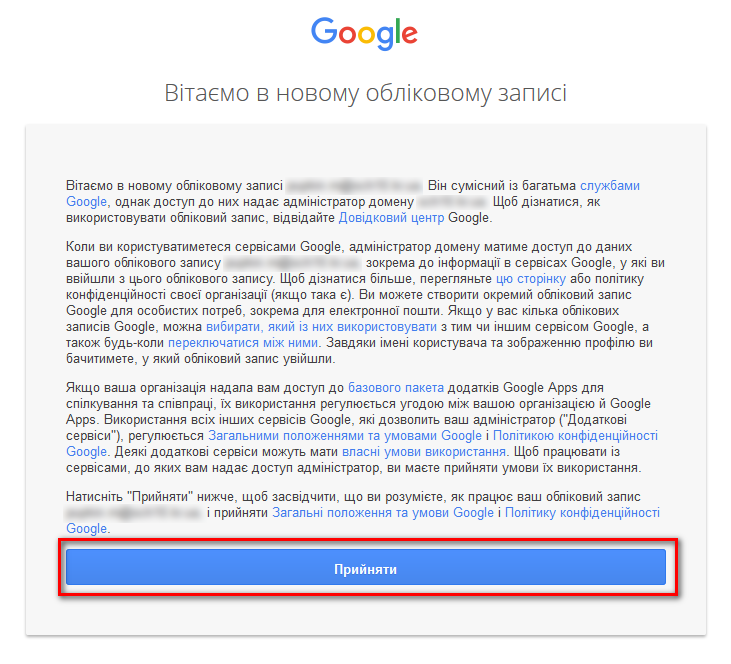 Google
Вітаємо в новому обліковому записі
Вітаємо в новому обліковому записі Він сумісний із багатьма службами
Google, однак доступ до них надає адміністратор домену Щоб дізнатися, як
використовувати обліковий запис, відвідайте Довідковий центр Google.
Коли ви користуватиметеся сервісами Google, адміністратор домену матиме доступ до даних
вашого облікового запису зокрема до інформації в сервісах Google, у які ви
ввійшли з цього облікового запису. Щоб дізнатися більше, перегляньте цю сторінку або політику
конфіденційності своєї організації (якщо така є). Ви можете створити окремий обліковий запис
Google для особистих потреб, зокрема для електронної пошти. Якщо у вас кілька облікових
записів Google, можна вибирати, який із них використовувати з тим чи іншим сервісом Google, а
також будь-коли переключатися між ними. Завдяки імені користувача та зображенню профілю ви
бачитимете, у який обліковий запис увійшли.
Якщо ваша організація надала вам доступ до базового пакета додатків Google Apps для
спілкування та співпраці, їх використання регулюється угодою між вашою організацією й Google
Apps. Використання всіх інших сервісів Google, які дозволить ваш адміністратор ("Додаткові
сервіси"), регулюється Загальними положеннями та умовами Google і Політикою конфіденційності
Google. Деякі додаткові сервіси можуть мати власні умови використання. Щоб працювати із
сервісами, до яких вам надає доступ адміністратор, ви маєте прийняти умови їх використання.
Натисніть "Прийняти" нижче, щоб засвідчити, що ви розумієте, як працює ваш обліковий запис
і прийняти Загальні положення та умови Google і Політику конфіденційності
Google.
Прийняти